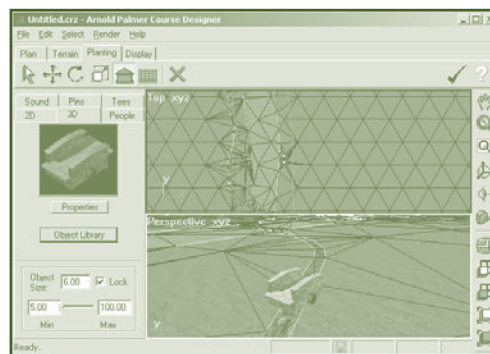 Untitled.crz - Arnold Palmer Course Designer
File Edit Select Render Help
Plan Terrain Planting Display
Sound Pins Tees
2D 3D People
Properties
Object Library
Object Size: 6.00 Lock
5.00 100.00
Min Max
Top xyz
y
Perspective xyz
y
Ready.